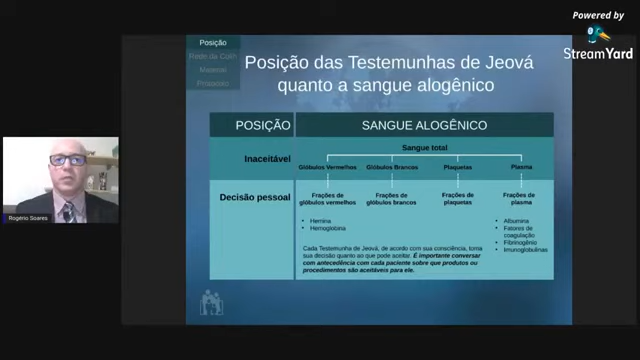 Powered by
StreamYard
Posição
Rede da Colih
Material
Protocolo
Posição das Testemunhas de Jeová
quanto a sangue alogênico
POSIÇÃO
SANGUE ALOGÊNICO
Inaceitável
Sangue total
Glóbulos Vermelhos
Glóbulos Brancos
Plaquetas
Plasma
Decisão pessoal
Frações de
glóbulos vermelhos
Frações de
glóbulos brancos
Frações de
plaquetas
Frações de
plasma
• Hemina
• Hemoglobina
• Albumina
• Fatores de
coagulação
• Fibrinogênio
• Imunoglobulinas
Cada Testemunha de Jeová, de acordo com sua consciência, toma
sua decisão quanto ao que pode aceitar. É importante conversar
com antecedência com cada paciente sobre que produtos ou
procedimentos são aceitáveis para ele.
Rogério Soares